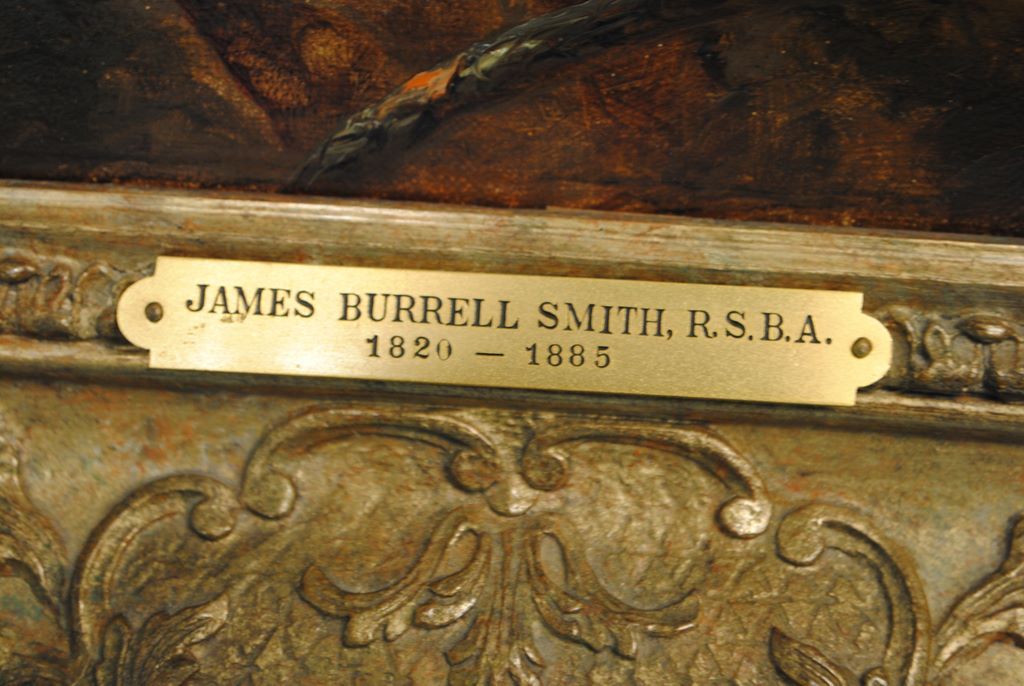 JAMES BURRELL SMITH, R.S.B.A.
1820 — 1885